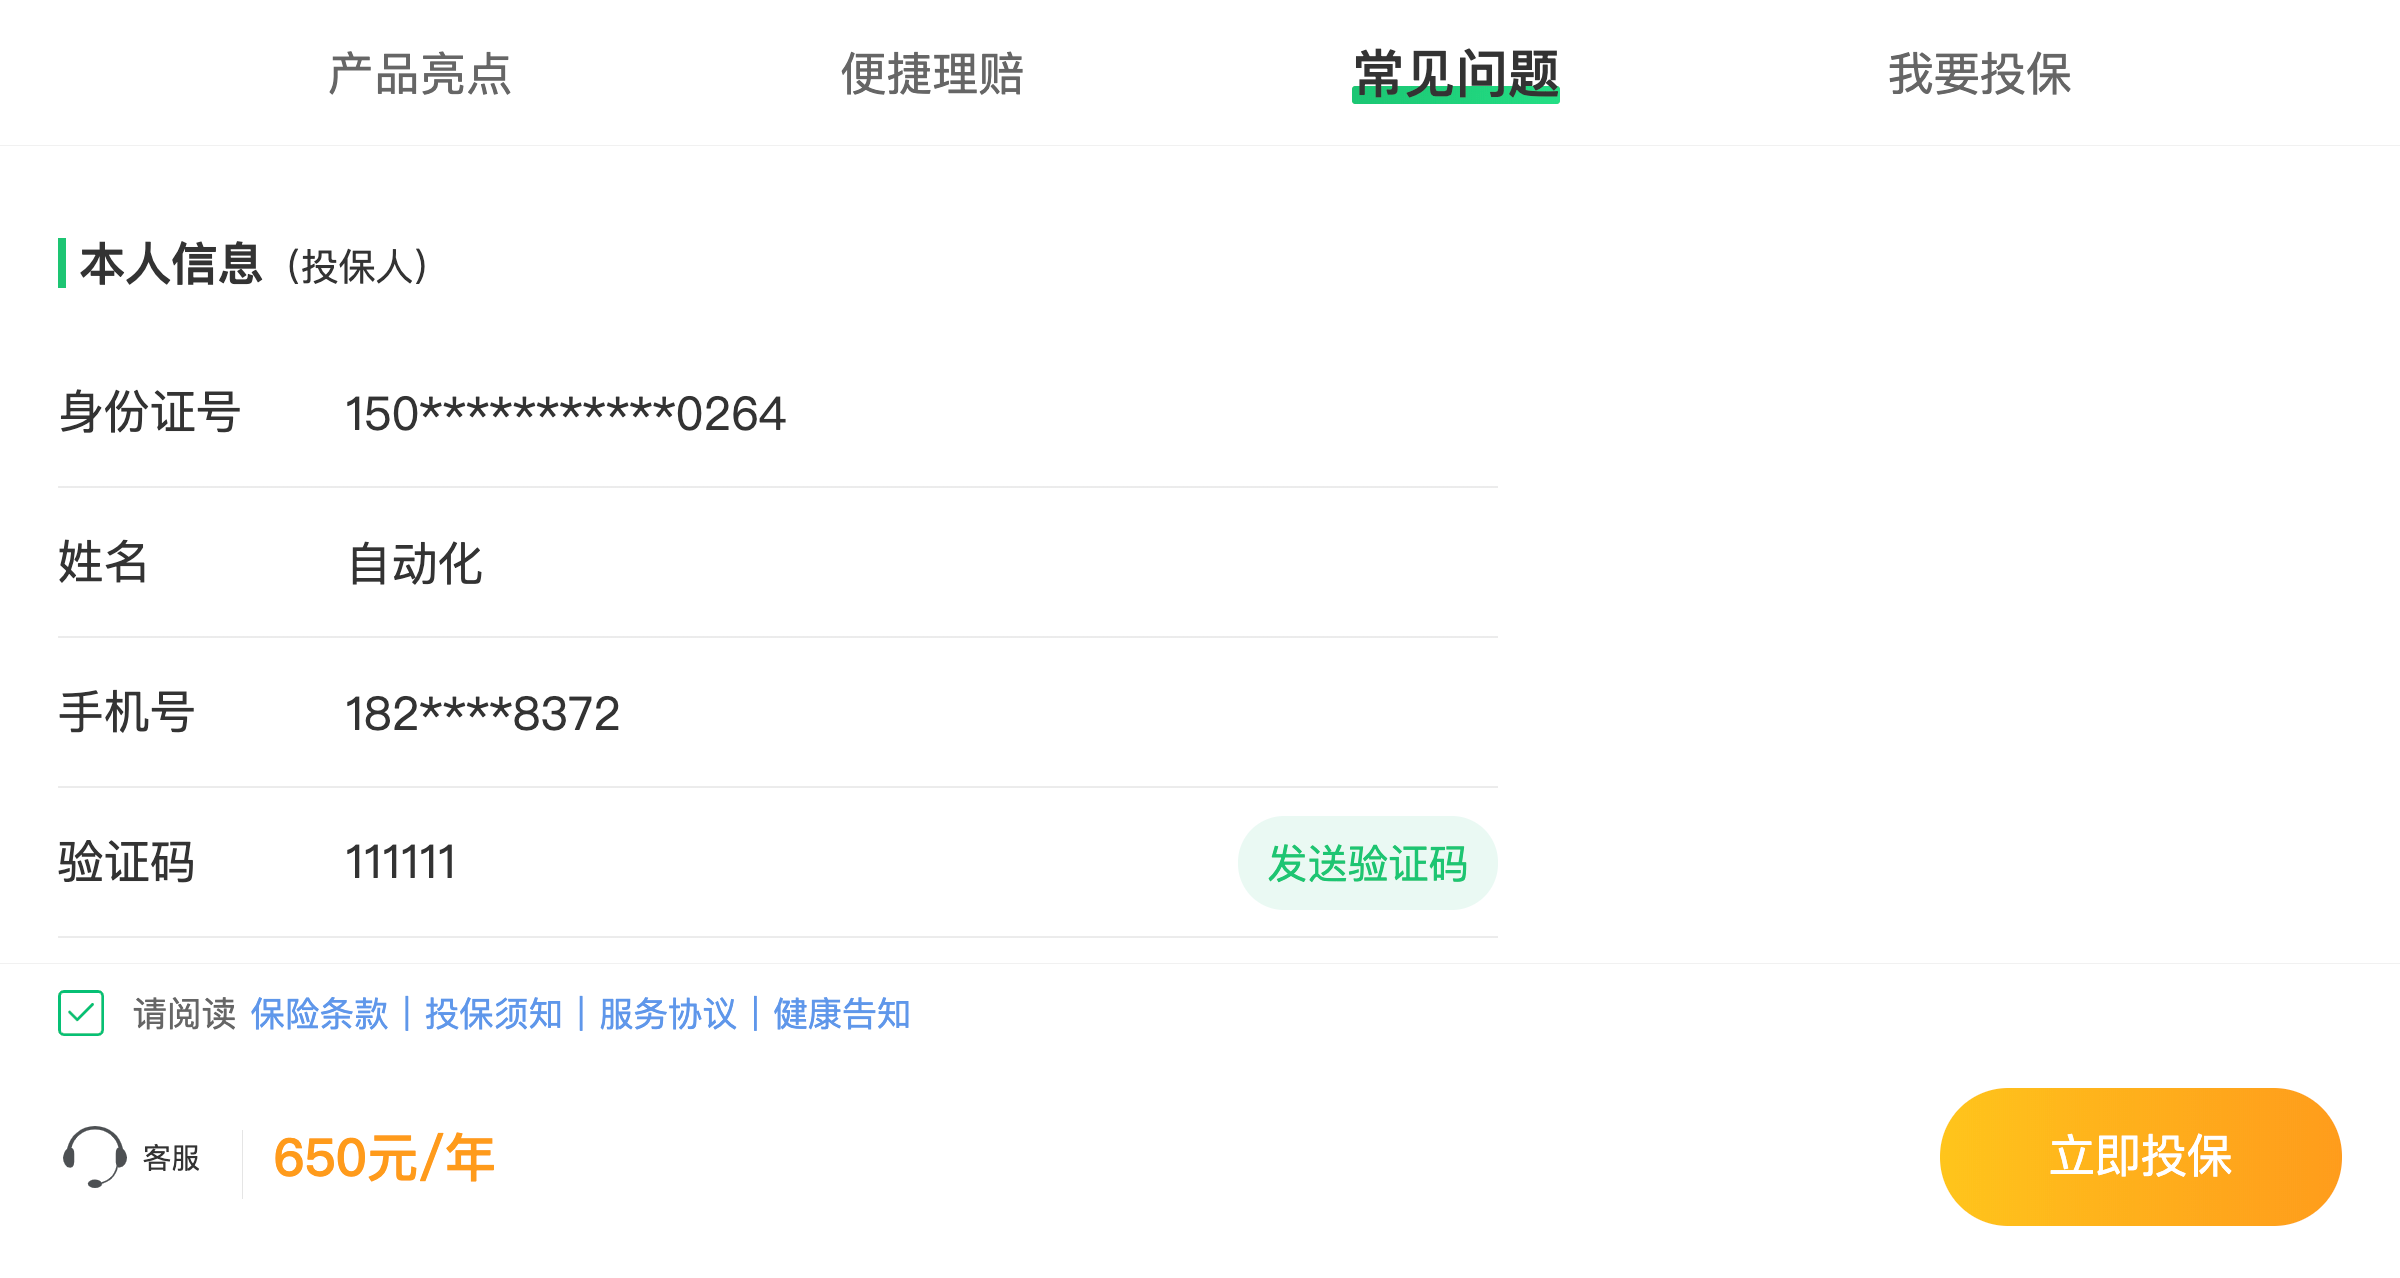 产品亮点 便捷理赔 常见问题 我要投保
本人信息（投保人）
身份证号 150***********0264
姓名 自动化
手机号 182****8372
验证码 111111 发送验证码
请阅读 保险条款 | 投保须知 | 服务协议 | 健康告知
客服 650元/年 立即投保